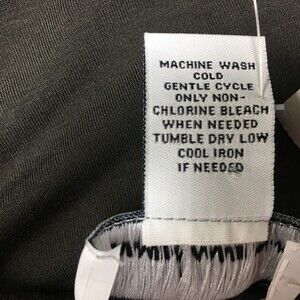 MACHINE WASH
COLD
GENTLE CYCLE
ONLY NON-
CHLORINE BLEACH
WHEN NEEDED
TUMBLE DRY LOW
COOL IRON
IF NEEDED